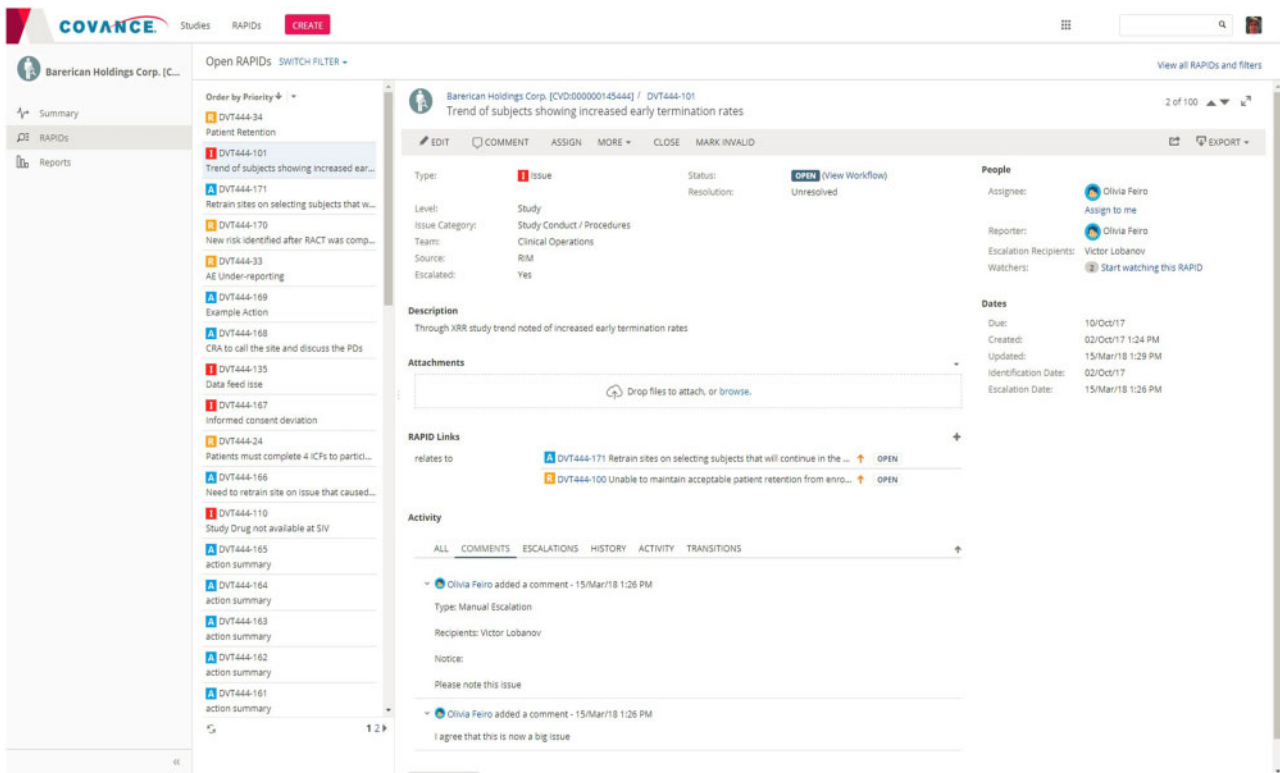 COVANCE
Studies RAPIDs CREATE
Barerican Holdings Corp. [C...
Summary
RAPIDs
Reports
Open RAPIDs SWITCH FILTER
View all RAPIDs and filters
Order by Priority
R DVT444-34
Patient Retention
I DVT444-101
Trend of subjects showing increased ear...
A DVT444-171
Retrain sites on selecting subjects that w...
R DVT444-170
New risk identified after RACT was comp...
R DVT444-33
AE Under-reporting
A DVT444-169
Example Action
A DVT444-168
CRA to call the site and discuss the PDs
I DVT444-135
Data feed isse
I DVT444-167
Informed consent deviation
R DVT444-24
Patients must complete 4 ICFs to partici...
A DVT444-166
Need to retrain site on issue that caused...
I DVT444-110
Study Drug not available at SIV
A DVT444-165
action summary
A DVT444-164
action summary
A DVT444-163
action summary
A DVT444-162
action summary
A DVT444-161
action summary
1 2
Barerican Holdings Corp. [CVD:000000145444] / DVT444-101
Trend of subjects showing increased early termination rates
2 of 100
EDIT COMMENT ASSIGN MORE CLOSE MARK INVALID EXPORT
Type: I Issue
Status: OPEN (View Workflow)
Resolution: Unresolved
Level: Study
Issue Category: Study Conduct / Procedures
Team: Clinical Operations
Source: RIM
Escalated: Yes
Description
Through XRR study trend noted of increased early termination rates
Attachments
Drop files to attach, or browse.
RAPID Links
relates to
A DVT444-171 Retrain sites on selecting subjects that will continue in the ... OPEN
R DVT444-100 Unable to maintain acceptable patient retention from enro... OPEN
Activity
ALL COMMENTS ESCALATIONS HISTORY ACTIVITY TRANSITIONS
Olivia Feiro added a comment - 15/Mar/18 1:26 PM
Type: Manual Escalation
Recipients: Victor Lobanov
Notice:
Please note this issue
Olivia Feiro added a comment - 15/Mar/18 1:26 PM
I agree that this is now a big issue
People
Assignee: Olivia Feiro
Assign to me
Reporter: Olivia Feiro
Escalation Recipients: Victor Lobanov
Watchers: 2 Start watching this RAPID
Dates
Due: 10/Oct/17
Created: 02/Oct/17 1:24 PM
Updated: 15/Mar/18 1:29 PM
Identification Date: 02/Oct/17
Escalation Date: 15/Mar/18 1:26 PM